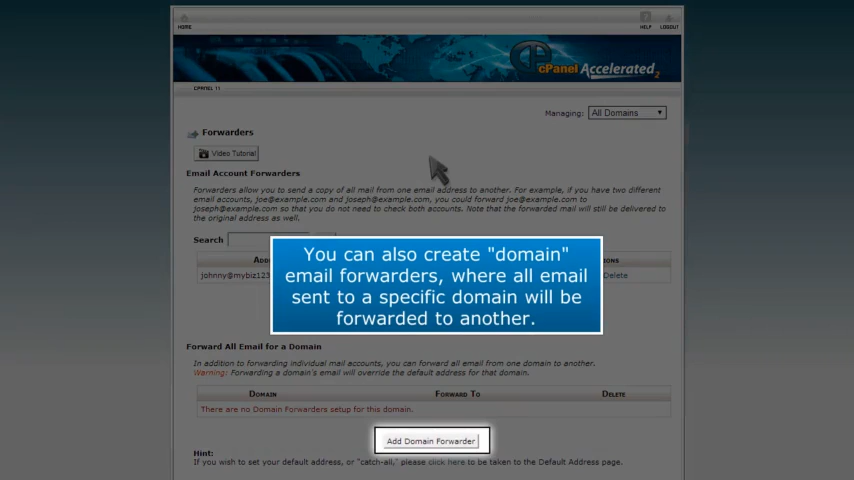 HOME
HELP LOGOUT
cPanel Accelerated2
CPANEL 11
Managing: All Domains
Forwarders
Video Tutorial
Email Account Forwarders
Forwarders allow you to send a copy of all mail from one email address to another. For example, if you have two different
email accounts, joe@example.com and joseph@example.com, you could forward joe@example.com to
joseph@example.com so that you do not need to check both accounts. Note that the forwarded mail will still be delivered to
the original address as well.
Search
You can also create "domain"
email forwarders, where all email
sent to a specific domain will be
forwarded to another.
johnny@mybiz123
Delete
Forward All Email for a Domain
In addition to forwarding individual mail accounts, you can forward all email from one domain to another.
Warning: Forwarding a domain's email will override the default address for that domain.
DOMAIN FORWARD TO DELETE
There are no Domain Forwarders setup for this domain.
Add Domain Forwarder
Hint:
If you wish to set your default address, or "catch-all," please click here to be taken to the Default Address page.